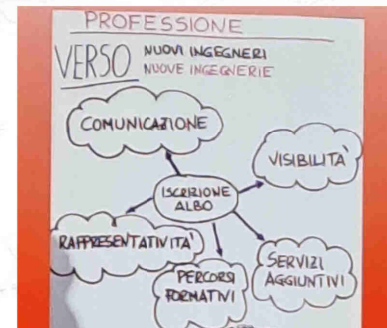 PROFESSIONE
VERSO NUOVI INGEGNERI
NUOVE INGEGNERIE
COMUNICAZIONE
VISIBILITÀ
ISCRIZIONE
ALBO
RAPPRESENTATIVITÀ
PERCORSI
FORMATIVI
SERVIZI
AGGIUNTIVI